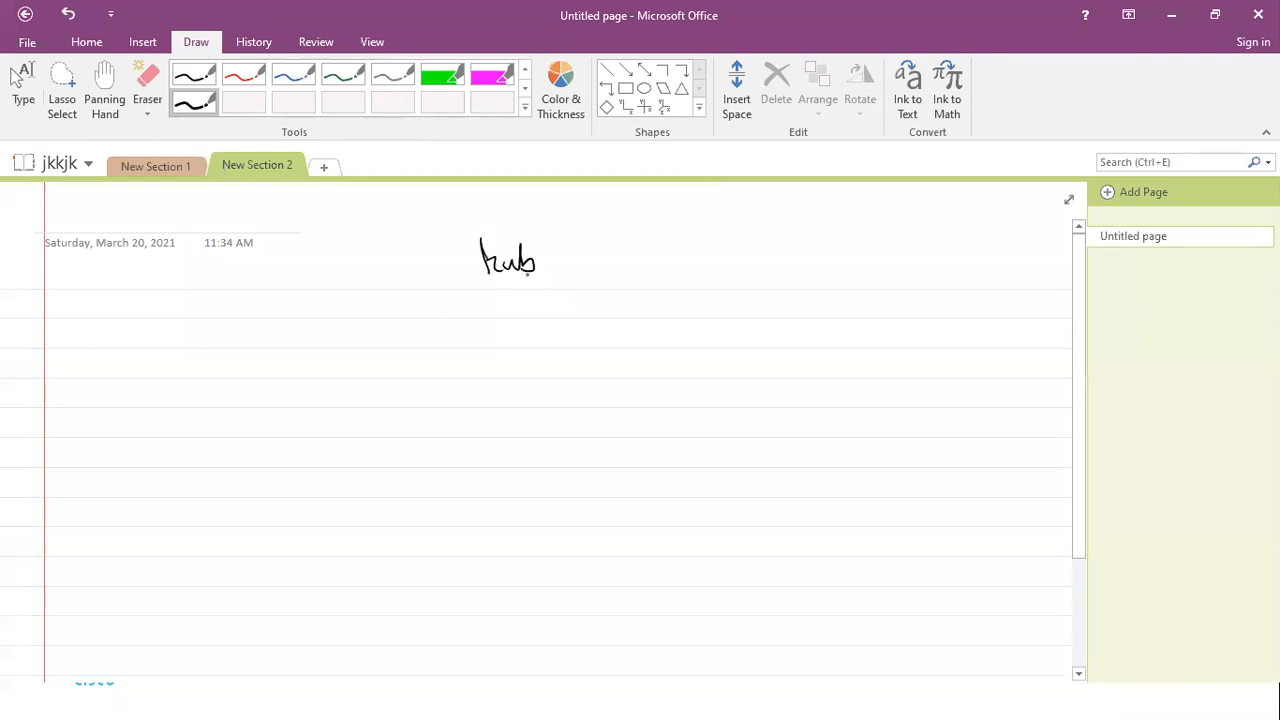 Untitled page - Microsoft Office
?
File
Home
Insert
Draw
History
Review
View
Sign in
Type
Lasso Select
Panning Hand
Eraser
Color & Thickness
Insert Space
Delete
Arrange
Rotate
Ink to Text
Ink to Math
Tools
Shapes
Edit
Convert
jkkjk
New Section 1
New Section 2
Search (Ctrl+E)
Add Page
Untitled page
Saturday, March 20, 2021 11:34 AM
hub
cisco